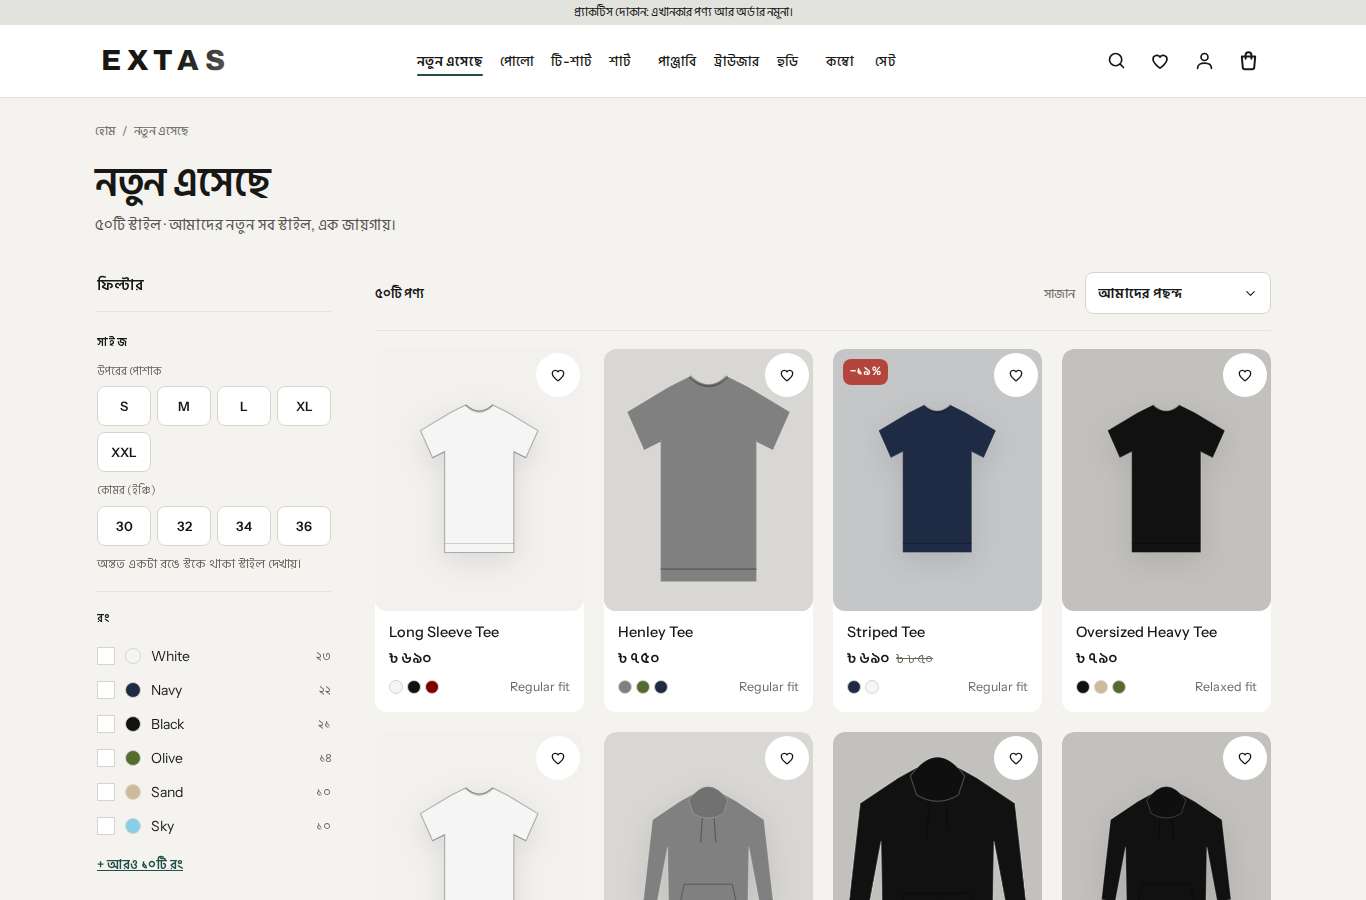 প্র্যাকটিস দোকান: এখানকার পণ্য আর অর্ডার নমুনা।
EXTAS
নতুন এসেছে পোলো টি-শার্ট শার্ট পাঞ্জাবি ট্রাউজার হুডি কম্বো সেট
হোম / নতুন এসেছে
নতুন এসেছে
৫০টি স্টাইল · আমাদের নতুন সব স্টাইল, এক জায়গায়।
ফিল্টার
৫০টি পণ্য
সাজান আমাদের পছন্দ
সাইজ
উপরের পোশাক
S M L XL
XXL
কোমর (ইঞ্চি)
30 32 34 36
অন্তত একটা রঙে স্টকে থাকা স্টাইল দেখায়।
রং
White ২৩
Navy ২২
Black ২১
Olive ১৪
Sand ১০
Sky ১০
+ আরও ১০টি রং
−১৯%
Long Sleeve Tee
৳ ৬৯০
Regular fit
Henley Tee
৳ ৭৫০
Regular fit
Striped Tee
৳ ৬৯০ ৳ ৮৫০
Regular fit
Oversized Heavy Tee
৳ ৭৯০
Relaxed fit